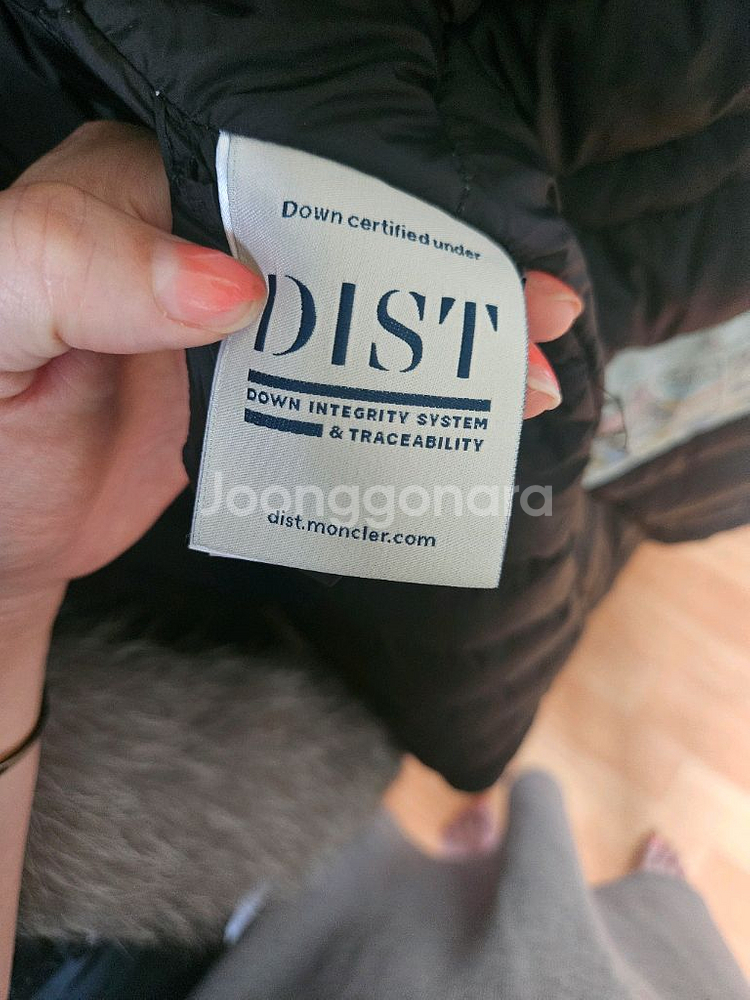 Down certified under
DIST
DOWN INTEGRITY SYSTEM
& TRACEABILITY
Joonggonara
dist.moncler.com